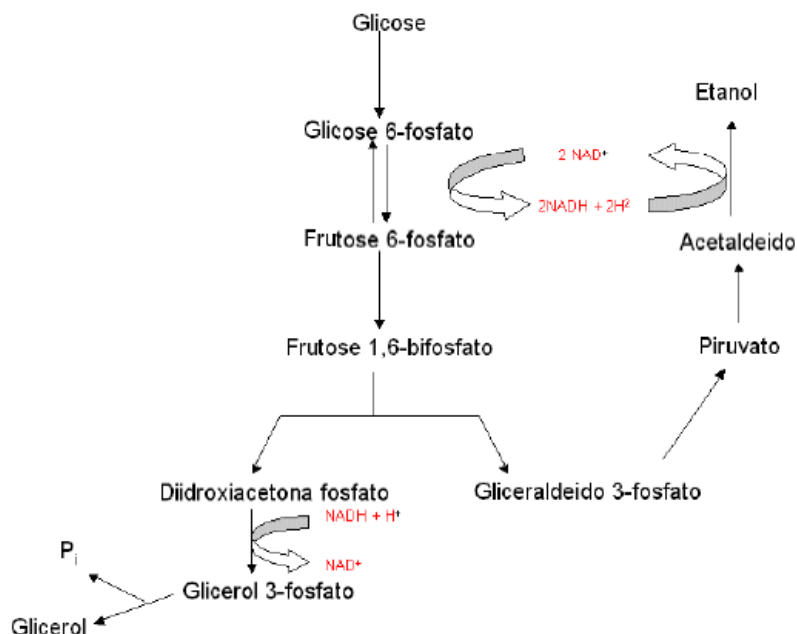 Glicose
Etanol
Glicose 6-fosfato
2 NAD⁺
2NADH + 2H²
Frutose 6-fosfato
Acetaldeido
Frutose 1,6-bifosfato
Piruvato
Diidroxiacetona fosfato
Gliceraldeido 3-fosfato
NADH + H⁺
NAD⁺
Pi
Glicerol 3-fosfato
Glicerol